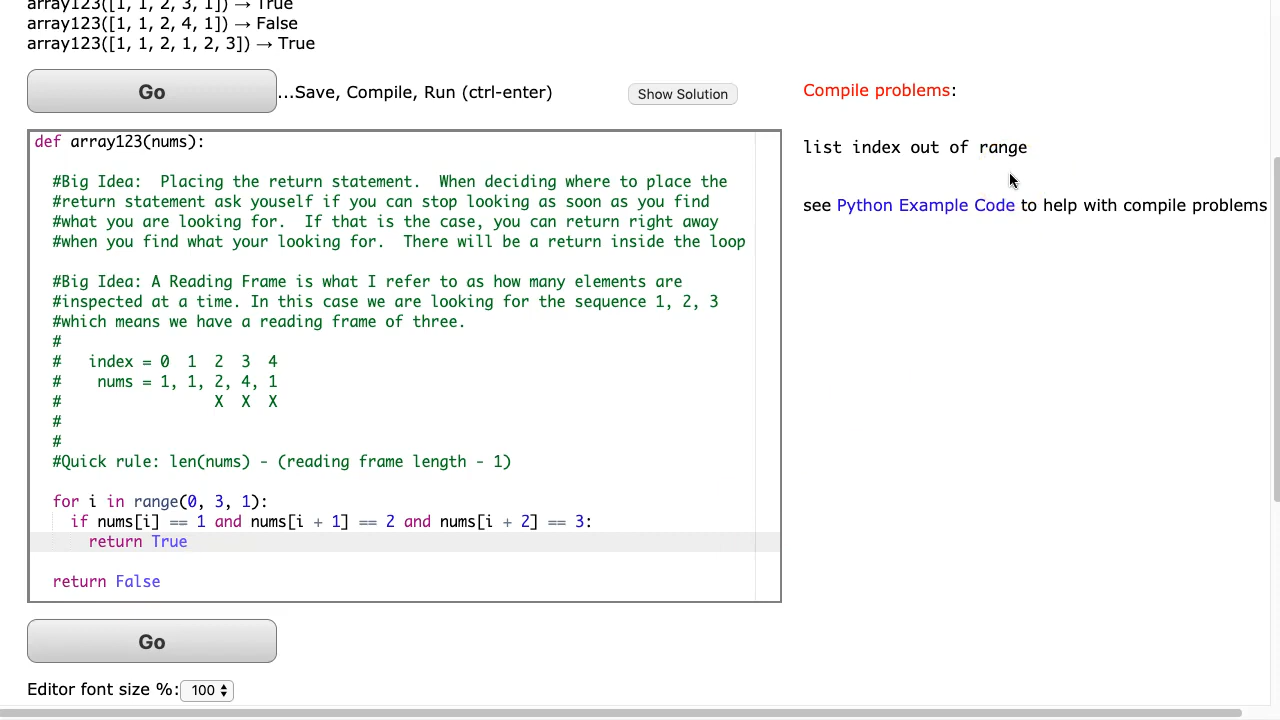 array123([1, 1, 2, 3, 1]) → True
array123([1, 1, 2, 4, 1]) → False
array123([1, 1, 2, 1, 2, 3]) → True
Go ...Save, Compile, Run (ctrl-enter) Show Solution
def array123(nums):
#Big Idea:  Placing the return statement.  When deciding where to place the
#return statement ask youself if you can stop looking as soon as you find
#what you are looking for.  If that is the case, you can return right away
#when you find what your looking for.  There will be a return inside the loop
#Big Idea: A Reading Frame is what I refer to as how many elements are
#inspected at a time. In this case we are looking for the sequence 1, 2, 3
#which means we have a reading frame of three.
#
#   index = 0  1  2  3  4
#    nums = 1, 1, 2, 4, 1
#                 X  X  X
#
#
#Quick rule: len(nums) - (reading frame length - 1)
for i in range(0, 3, 1):
if nums[i] == 1 and nums[i + 1] == 2 and nums[i + 2] == 3:
return True
return False
Go
Editor font size %: 100
Compile problems:
list index out of range
see Python Example Code to help with compile problems